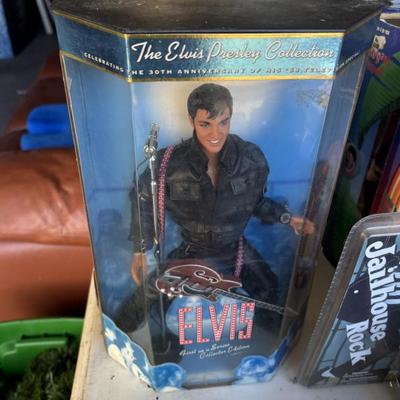 The Elvis Presley Collection
CELEBRATING THE 30TH ANNIVERSARY OF HIS '68 TELEVISION SPECIAL
ELVIS
First in a Series
Collector Edition
Jailhouse
Rock